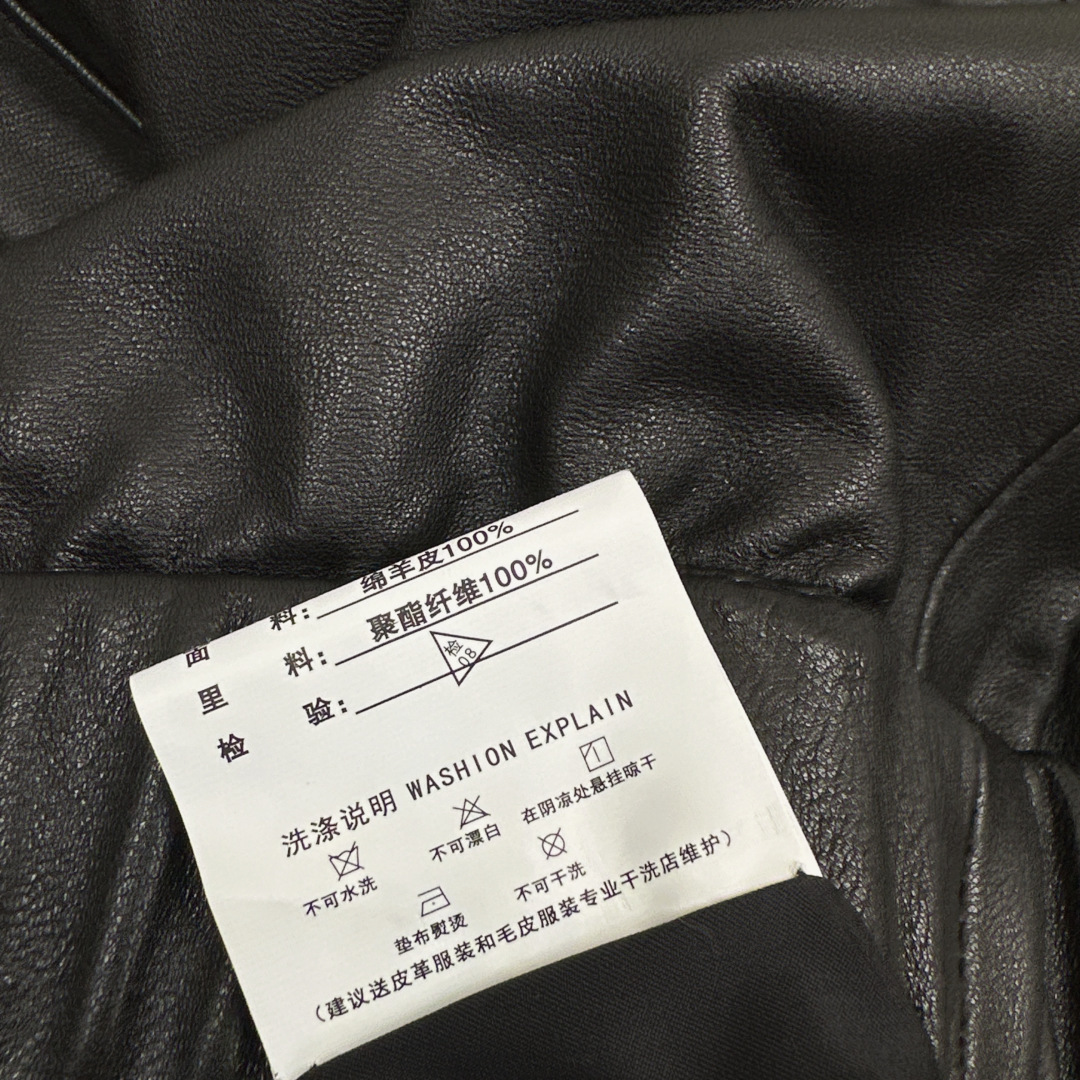 面 料: 绵羊皮100%
里 料: 聚酯纤维100%
检 验: 检 08
洗涤说明 WASHION EXPLAIN
不可水洗 不可漂白 在阴凉处悬挂晾干
垫布熨烫 不可干洗
(建议送皮革服装和毛皮服装专业干洗店维护)